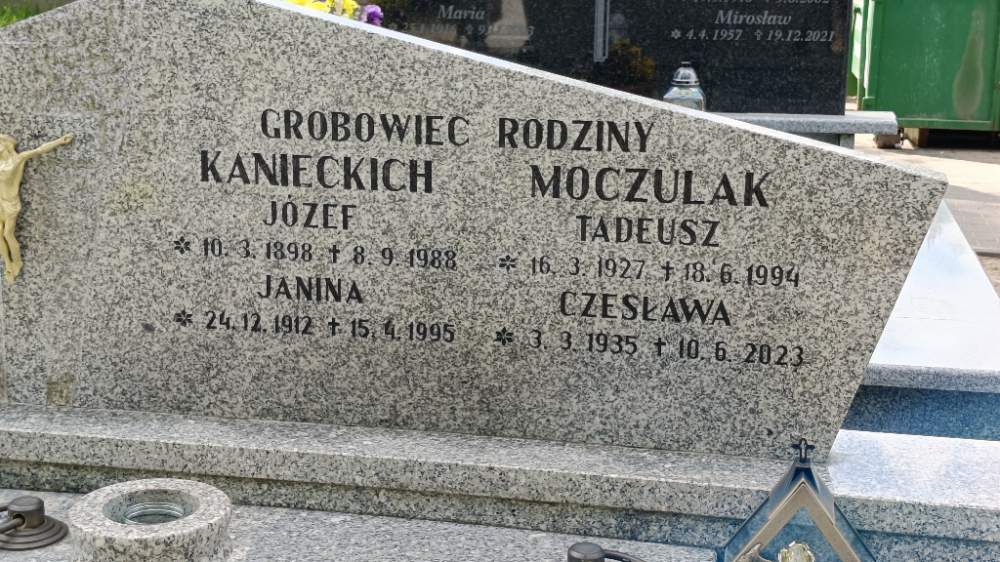 Maria
Mirosław
* 4.4.1957 † 19.12.2021
GROBOWIEC RODZINY
KANIECKICH
JÓZEF
* 10.3.1898 † 8.9.1988
JANINA
* 24.12.1912 † 15.4.1995
MOCZULAK
TADEUSZ
* 16.3.1927 † 18.6.1994
CZESŁAWA
* 3.3.1935 † 10.6.2023